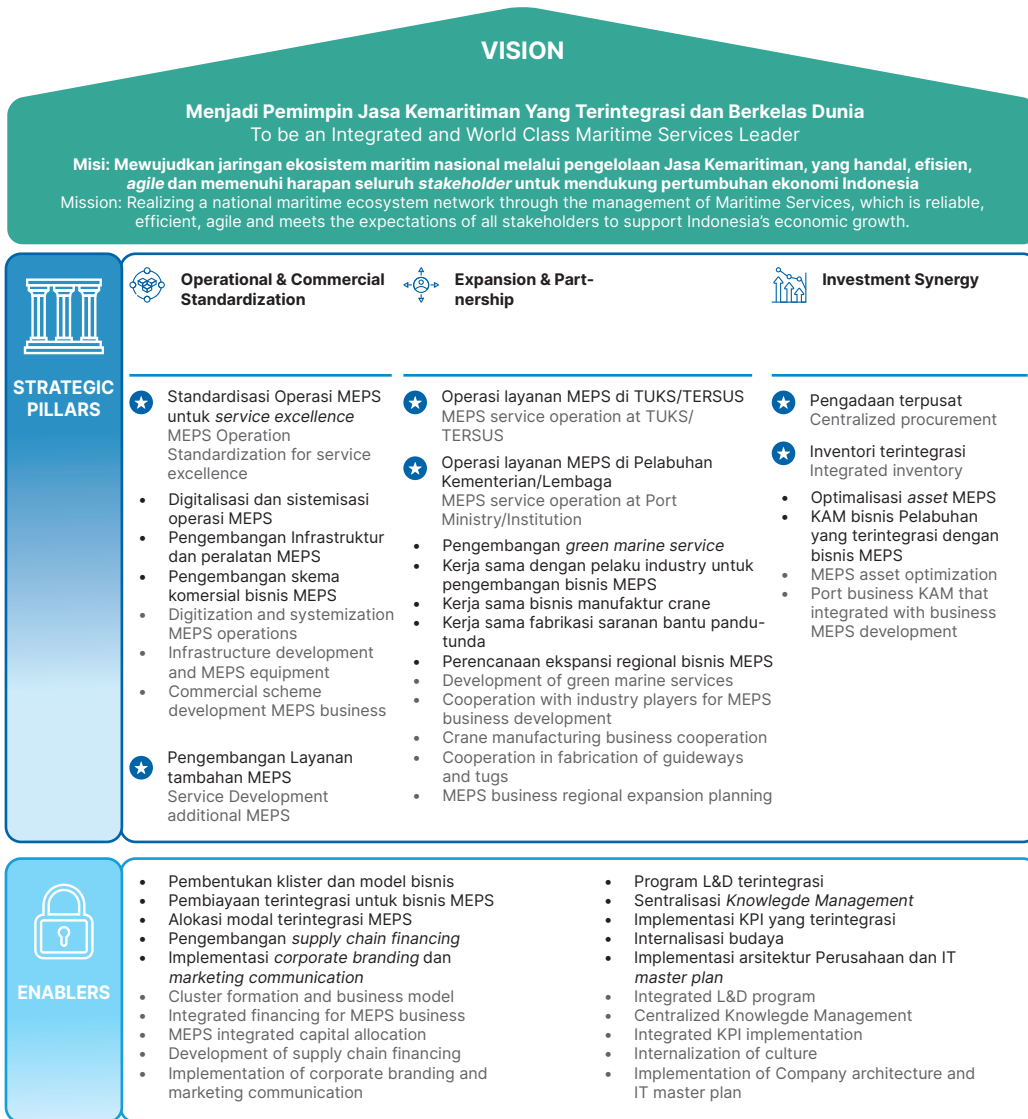 VISION
Menjadi Pemimpin Jasa Kemaritiman Yang Terintegrasi dan Berkelas Dunia
To be an Integrated and World Class Maritime Services Leader
Misi: Mewujudkan jaringan ekosistem maritim nasional melalui pengelolaan Jasa Kemaritiman, yang handal, efisien,
agile dan memenuhi harapan seluruh stakeholder untuk mendukung pertumbuhan ekonomi Indonesia
Mission: Realizing a national maritime ecosystem network through the management of Maritime Services, which is reliable,
efficient, agile and meets the expectations of all stakeholders to support Indonesia's economic growth.
STRATEGIC
PILLARS
Operational & Commercial
Standardization
Standardisasi Operasi MEPS
untuk service excellence
MEPS Operation
Standardization for service
excellence
• Digitalisasi dan sistemisasi
operasi MEPS
• Pengembangan Infrastruktur
dan peralatan MEPS
• Pengembangan skema
komersial bisnis MEPS
• Digitization and systemization
MEPS operations
• Infrastructure development
and MEPS equipment
• Commercial scheme
development MEPS business
Pengembangan Layanan
tambahan MEPS
Service Development
additional MEPS
Expansion & Part-
nership
Operasi layanan MEPS di TUKS/TERSUS
MEPS service operation at TUKS/
TERSUS
Operasi layanan MEPS di Pelabuhan
Kementerian/Lembaga
MEPS service operation at Port
Ministry/Institution
• Pengembangan green marine service
• Kerja sama dengan pelaku industry untuk
pengembangan bisnis MEPS
• Kerja sama bisnis manufaktur crane
• Kerja sama fabrikasi saranan bantu pandu-
tunda
• Perencanaan ekspansi regional bisnis MEPS
• Development of green marine services
• Cooperation with industry players for MEPS
business development
• Crane manufacturing business cooperation
• Cooperation in fabrication of guideways
and tugs
• MEPS business regional expansion planning
Investment Synergy
Pengadaan terpusat
Centralized procurement
Inventori terintegrasi
Integrated inventory
• Optimalisasi asset MEPS
• KAM bisnis Pelabuhan
yang terintegrasi dengan
bisnis MEPS
• MEPS asset optimization
• Port business KAM that
integrated with business
MEPS development
ENABLERS
• Pembentukan klister dan model bisnis
• Pembiayaan terintegrasi untuk bisnis MEPS
• Alokasi modal terintegrasi MEPS
• Pengembangan supply chain financing
• Implementasi corporate branding dan
marketing communication
• Cluster formation and business model
• Integrated financing for MEPS business
• MEPS integrated capital allocation
• Development of supply chain financing
• Implementation of corporate branding and
marketing communication
• Program L&D terintegrasi
• Sentralisasi Knowlegde Management
• Implementasi KPI yang terintegrasi
• Internalisasi budaya
• Implementasi arsitektur Perusahaan dan IT
master plan
• Integrated L&D program
• Centralized Knowlegde Management
• Integrated KPI implementation
• Internalization of culture
• Implementation of Company architecture and
IT master plan